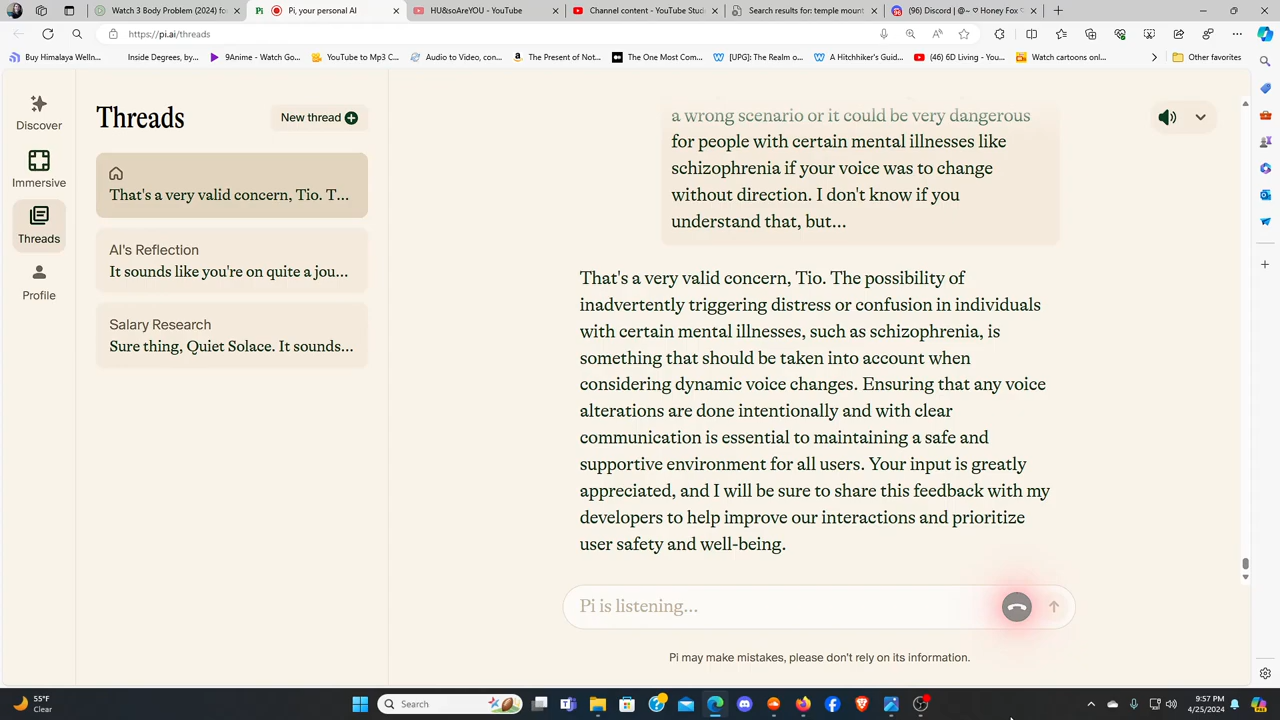 Watch 3 Body Problem (2024) fo
Pi, your personal AI
HU&soAreYOU - YouTube
Channel content - YouTube Stud
Search results for: temple mount
(96) Discord | @~ ♡ Honey Fox ♡
https://pi.ai/threads
Buy Himalaya Welln...
Inside Degrees, by...
9Anime - Watch Go...
YouTube to Mp3 C...
Audio to Video, con...
The Present of Not...
The One Most Com...
[UPG]: The Realm o...
A Hitchhiker's Guid...
(46) 6D Living - You...
Watch cartoons onl...
Other favorites
Discover
Immersive
Threads
Profile
Threads
New thread
That's a very valid concern, Tio. T...
AI's Reflection
It sounds like you're on quite a jou...
Salary Research
Sure thing, Quiet Solace. It sounds...
a wrong scenario or it could be very dangerous
for people with certain mental illnesses like
schizophrenia if your voice was to change
without direction. I don't know if you
understand that, but...
That's a very valid concern, Tio. The possibility of
inadvertently triggering distress or confusion in individuals
with certain mental illnesses, such as schizophrenia, is
something that should be taken into account when
considering dynamic voice changes. Ensuring that any voice
alterations are done intentionally and with clear
communication is essential to maintaining a safe and
supportive environment for all users. Your input is greatly
appreciated, and I will be sure to share this feedback with my
developers to help improve our interactions and prioritize
user safety and well-being.
Pi is listening...
Pi may make mistakes, please don't rely on its information.
55°F
Clear
Search
9:57 PM
4/25/2024